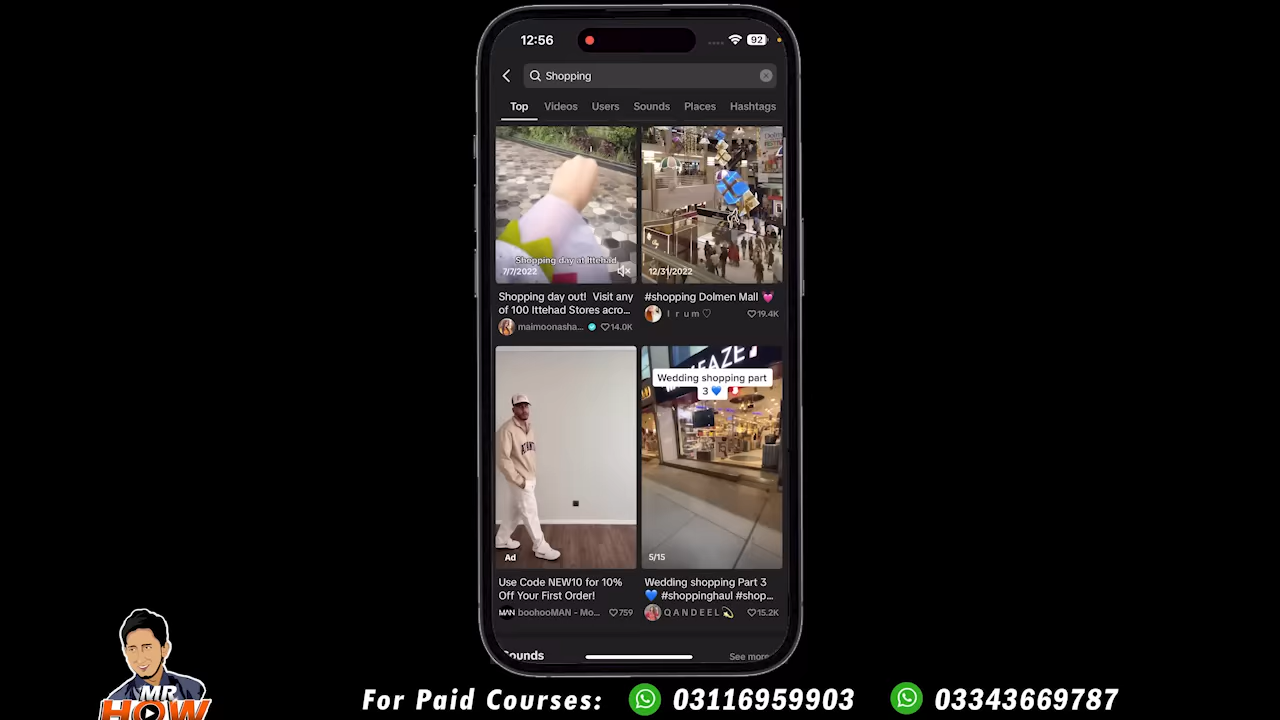 12:56
92
Shopping
Top Videos Users Sounds Places Hashtags
Shopping day at Ittehad
7/7/2022
12/31/2022
Shopping day out! Visit any
of 100 Ittehad Stores acro...
maimoonasha... 14.0K
#shopping Dolmen Mall 💓
I r u m ♡ 19.4K
Wedding shopping part
3 💙
Ad
5/15
Use Code NEW10 for 10%
Off Your First Order!
MAN boohooMAN - Mo... 759
Wedding shopping Part 3
💙 #shoppinghaul #shop...
Q A N D E E L 💫 15.2K
Sounds
See more
MR
HOW
For Paid Courses: 03116959903 03343669787